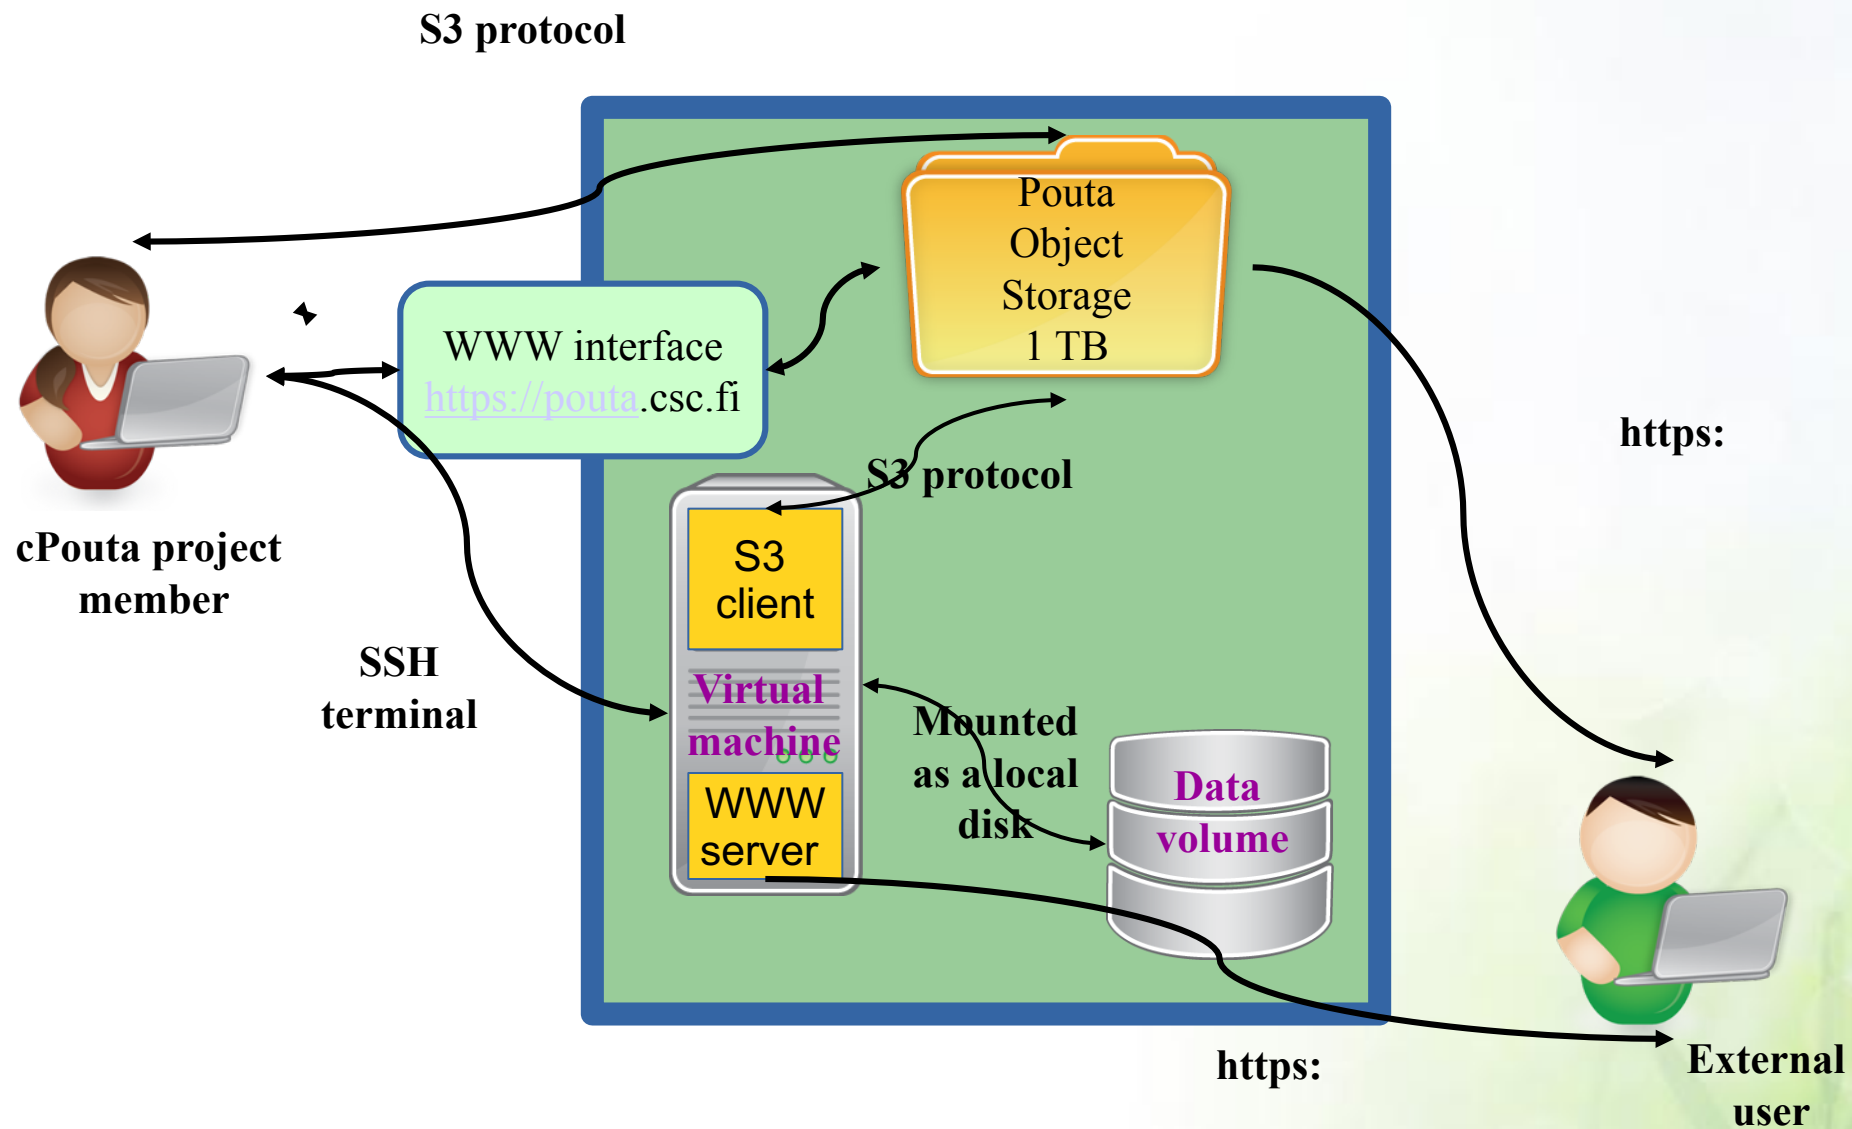 S3 protocol
Pouta
Object
Storage
1 TB
WWW interface
https://pouta.csc.fi
https:
S3 protocol
S3
client
cPouta project
member
SSH
terminal
Virtual
machine
Mounted
as a local
disk
Data
volume
WWW
server
https:
External
user